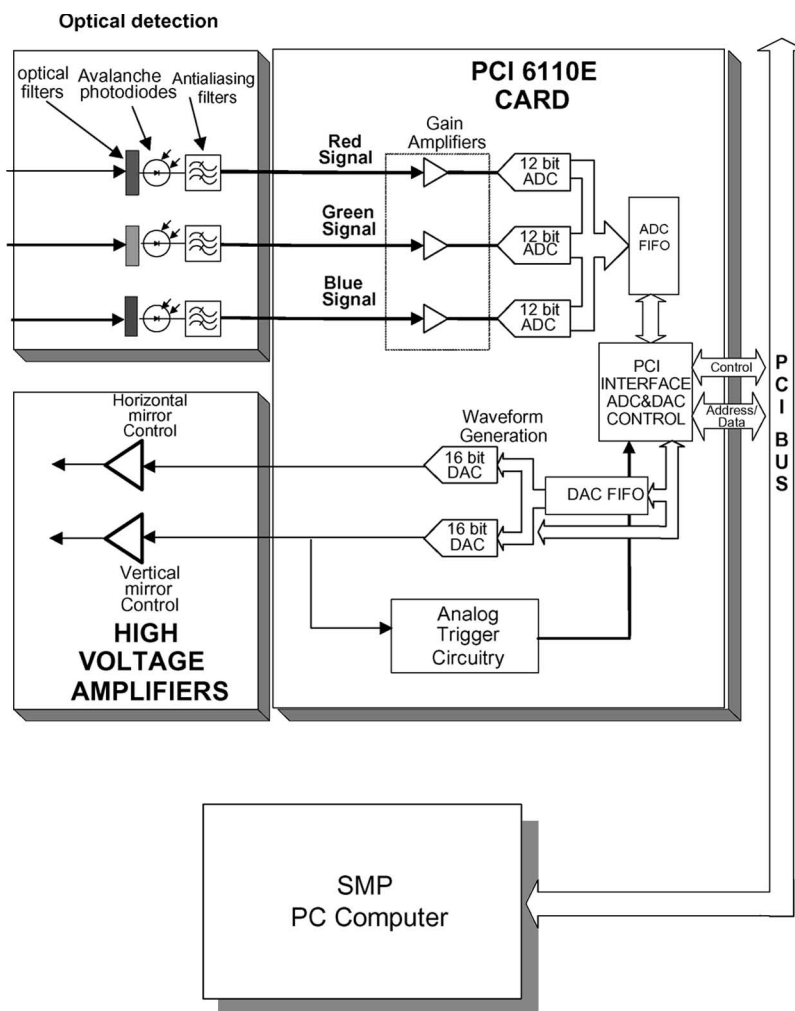 Optical detection
optical
filters
Avalanche
photodiodes
Antialiasing
filters
PCI 6110E
CARD
Red
Signal
Gain
Amplifiers
12 bit
ADC
Green
Signal
12 bit
ADC
ADC
FIFO
Blue
Signal
12 bit
ADC
PCI
INTERFACE
ADC&DAC
CONTROL
Control
Address/
Data
PCI BUS
Horizontal
mirror
Control
Waveform
Generation
16 bit
DAC
DAC FIFO
16 bit
DAC
Vertical
mirror
Control
HIGH
VOLTAGE
AMPLIFIERS
Analog
Trigger
Circuitry
SMP
PC Computer